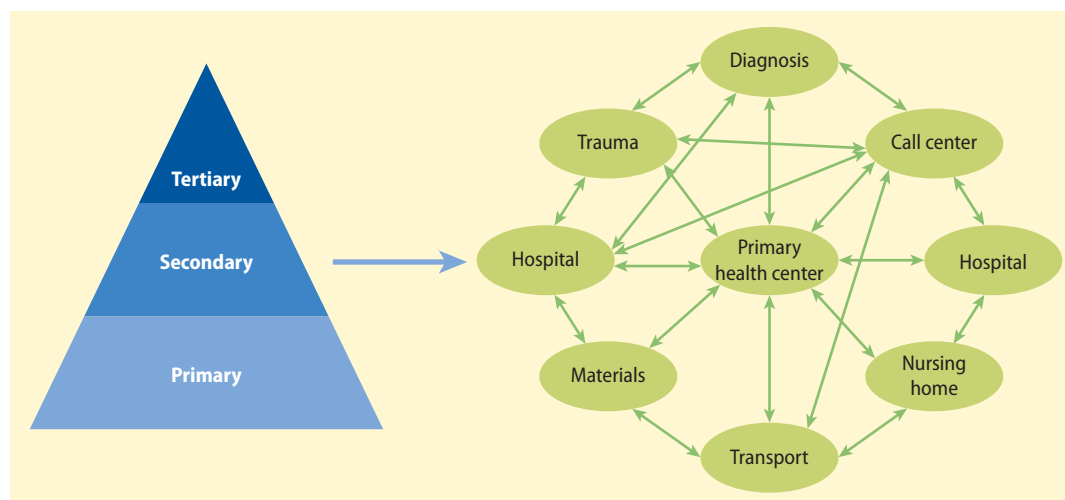 Tertiary
Secondary
Primary
Diagnosis
Trauma
Call center
Hospital
Primary
health center
Hospital
Materials
Nursing
home
Transport